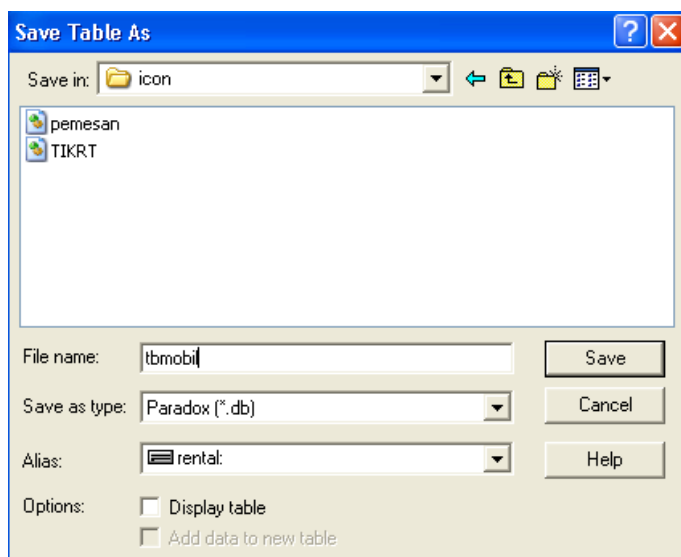 Save Table As
Save in: icon
pemesan
TIKRT
File name: tbmobil Save
Save as type: Paradox (*.db) Cancel
Alias: rental: Help
Options: Display table
Add data to new table